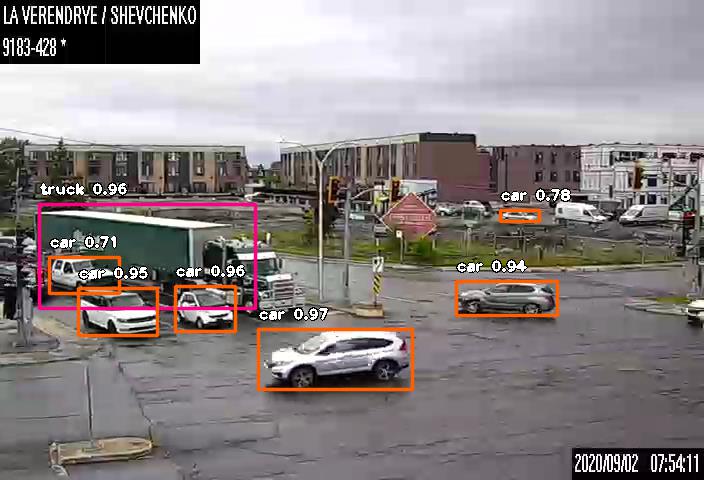 LA VERENDRYE / SHEVCHENKO
9183-428 *
truck 0.96
car 0.78
car 0.71
car 0.95
car 0.96
car 0.94
car 0.97
2020/09/02 07:54:11